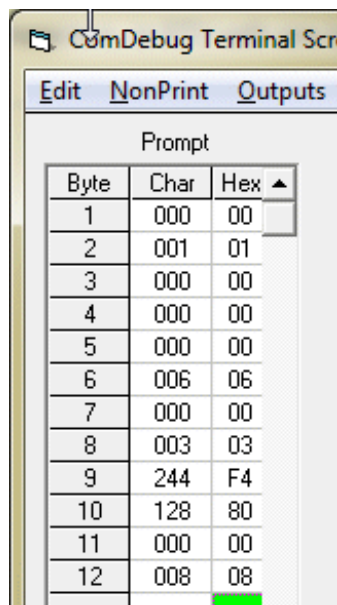 ComDebug Terminal Scr
Edit NonPrint Outputs
Prompt
Byte Char Hex
1 000 00
2 001 01
3 000 00
4 000 00
5 000 00
6 006 06
7 000 00
8 003 03
9 244 F4
10 128 80
11 000 00
12 008 08